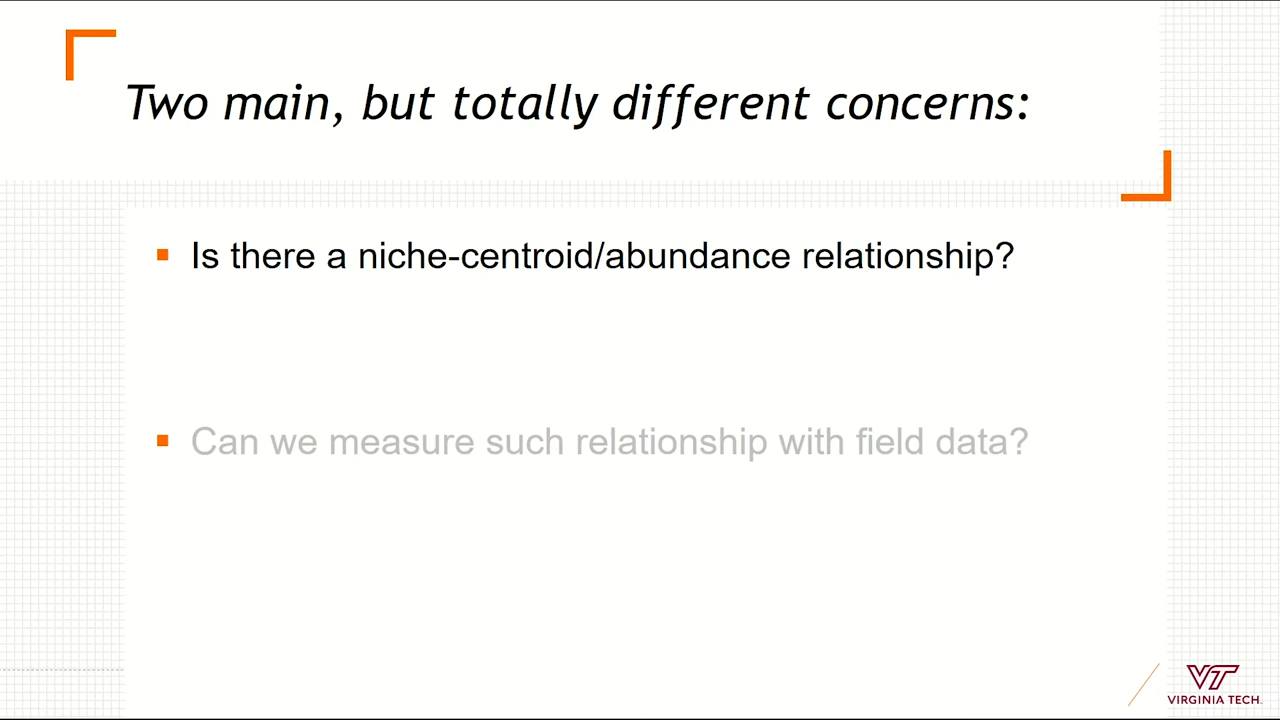 Two main, but totally different concerns:
Is there a niche-centroid/abundance relationship?
Can we measure such relationship with field data?
VT
VIRGINIA TECH.